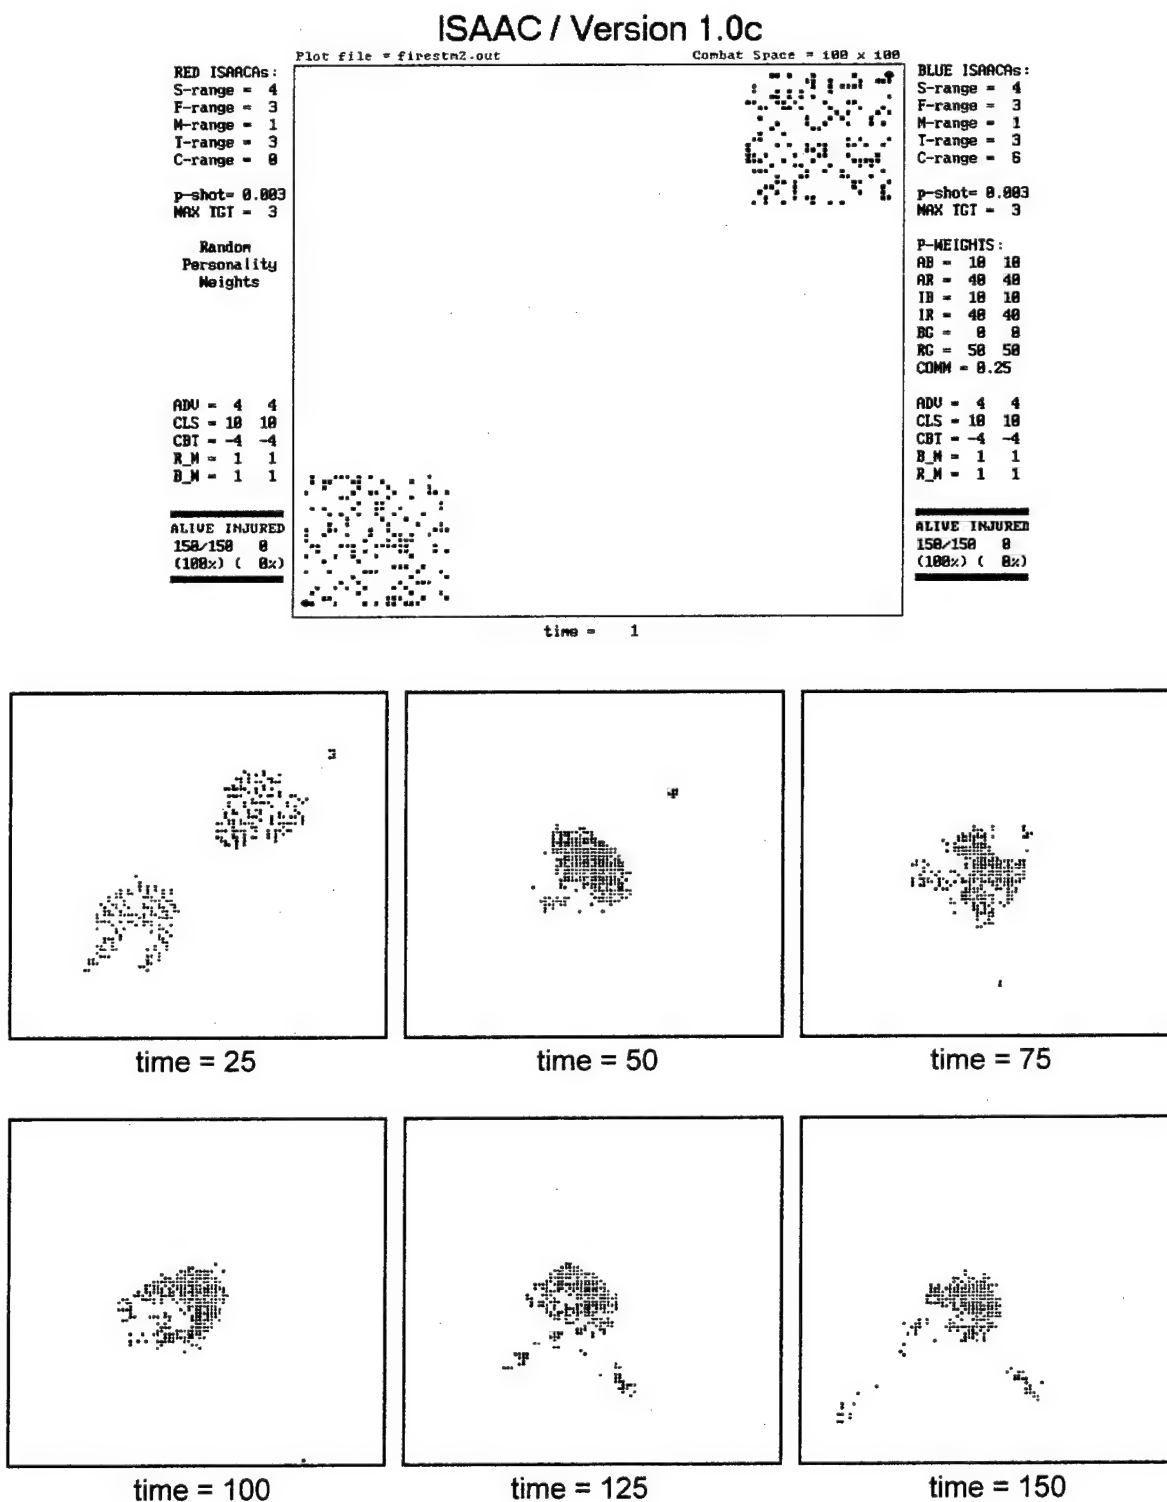 ISAAC / Version 1.0c
Plot file = firestm2.out
Combat Space = 100 x 100
RED ISAACAs:
S-range = 4
F-range = 3
M-range = 1
T-range = 3
C-range = 0
p-shot= 0.003
MAX TGT = 3
Random
Personality
Weights
ADV = 4 4
CLS = 10 10
CBT = -4 -4
R_M = 1 1
B_M = 1 1
ALIVE INJURED
150/150 0
(100%) ( 0%)
BLUE ISAACAs:
S-range = 4
F-range = 3
M-range = 1
T-range = 3
C-range = 6
p-shot= 0.003
MAX TGT = 3
P-WEIGHTS:
AB = 10 10
AR = 40 40
IB = 10 10
IR = 40 40
BG = 0 0
RG = 50 50
COMM = 0.25
ADV = 4 4
CLS = 10 10
CBT = -4 -4
B_M = 1 1
R_M = 1 1
ALIVE INJURED
150/150 0
(100%) ( 0%)
time = 1
time = 25
time = 50
time = 75
time = 100
time = 125
time = 150